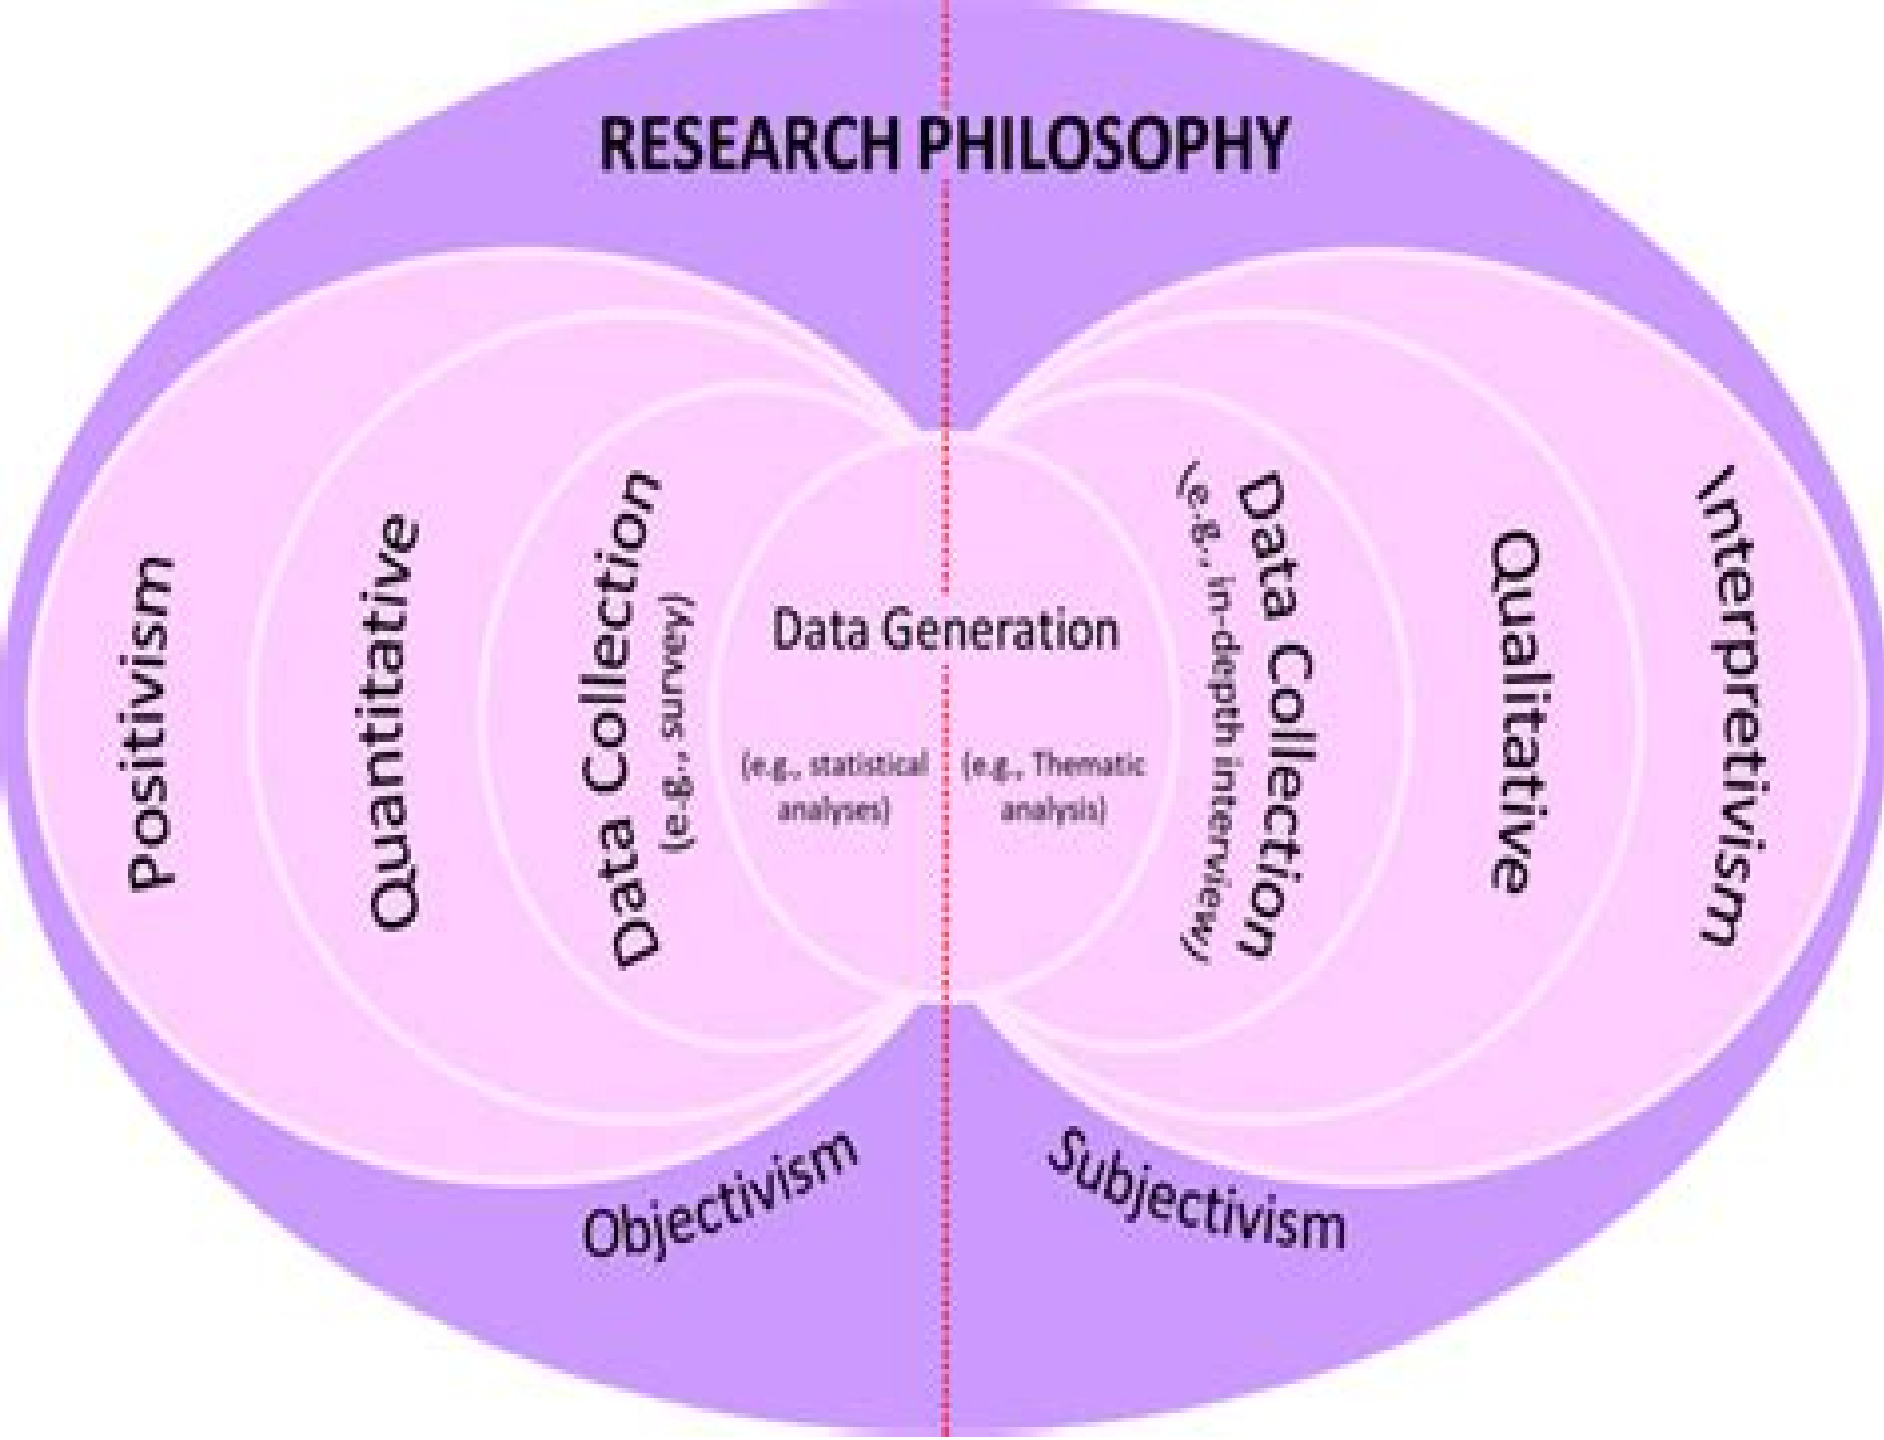 RESEARCH PHILOSOPHY
Positivism
Quantitative
Data Collection
(e.g., survey)
Data Generation
(e.g., statistical
analyses)
(e.g., Thematic
analysis)
(e.g., in-depth interview)
Data Collection
Qualitative
Interpretivism
Objectivism
Subjectivism